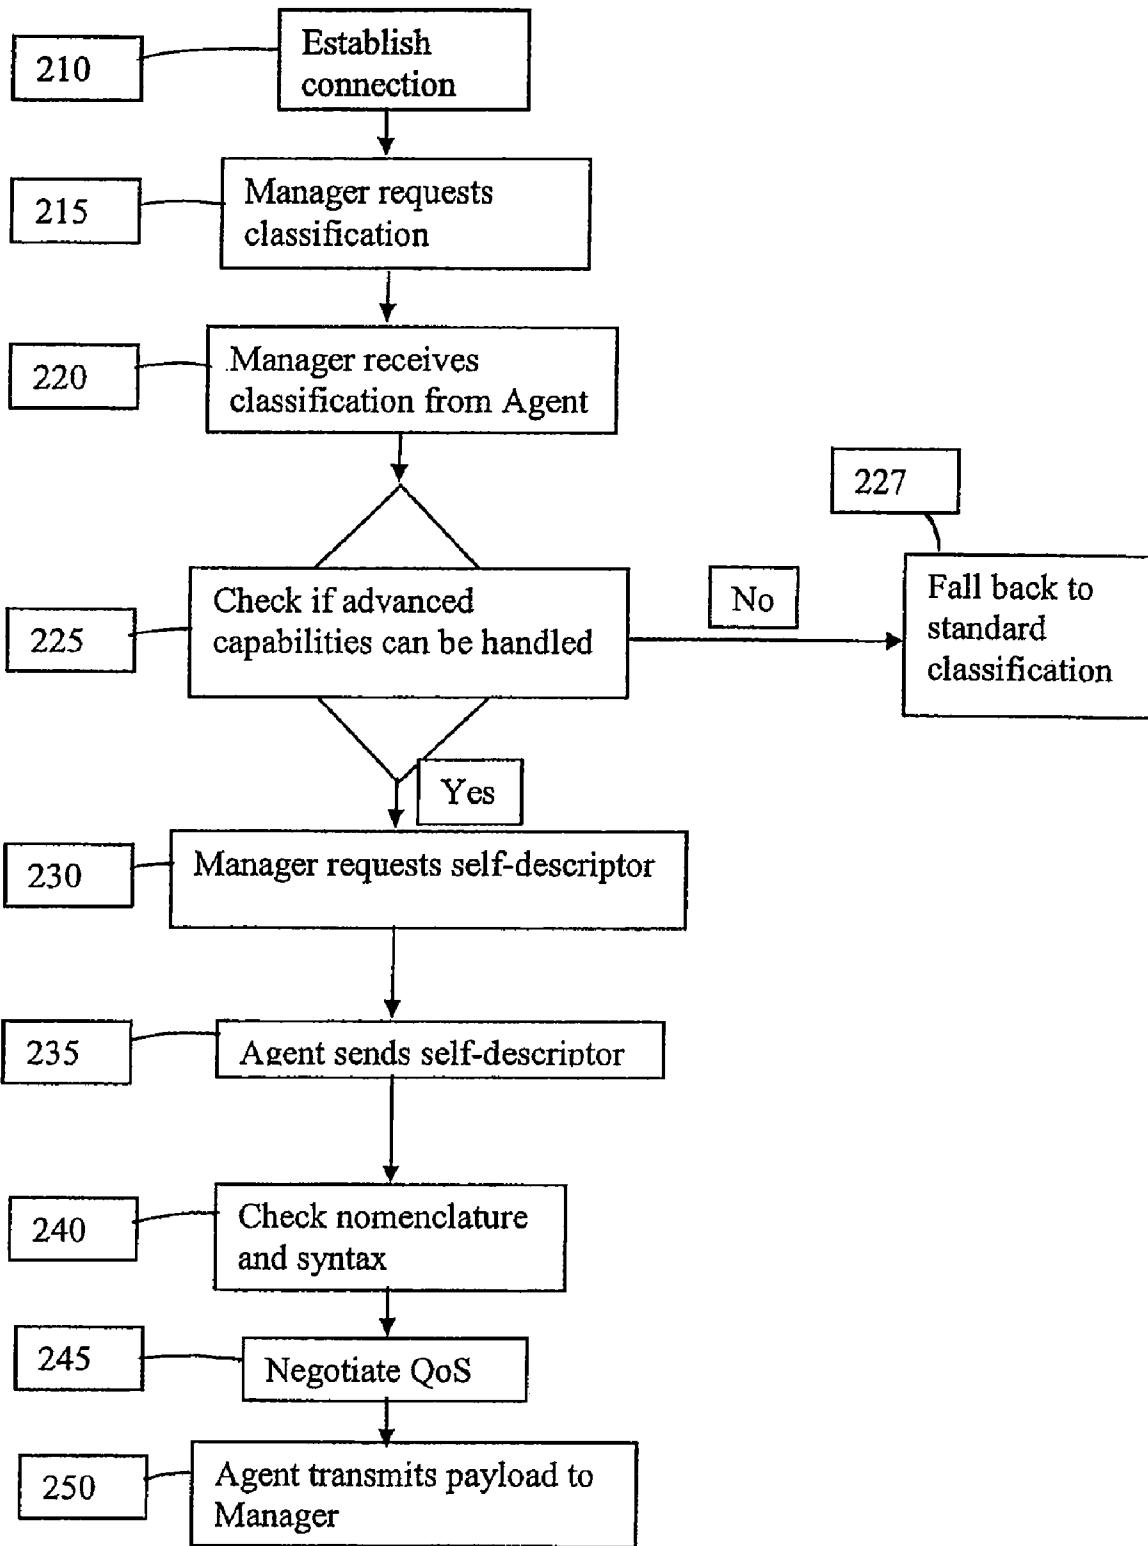 210
Establish
connection
215
Manager requests
classification
220
Manager receives
classification from Agent
227
225
Check if advanced
capabilities can be handled
No
Fall back to
standard
classification
Yes
230
Manager requests self-descriptor
235
Agent sends self-descriptor
240
Check nomenclature
and syntax
245
Negotiate QoS
250
Agent transmits payload to
Manager